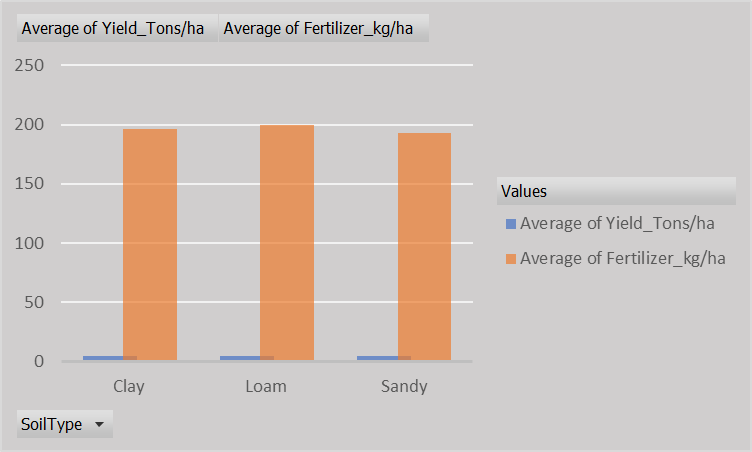 Average of Yield_Tons/ha Average of Fertilizer_kg/ha
250
200
150
100
50
0
Clay Loam Sandy
Values
Average of Yield_Tons/ha
Average of Fertilizer_kg/ha
SoilType